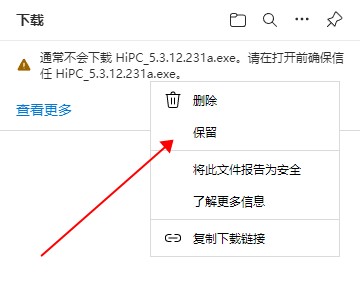 下载
通常不会下载 HiPC_5.3.12.231a.exe。请在打开前确保信
任 HiPC_5.3.12.231a.exe。
查看更多
删除
保留
将此文件报告为安全
了解更多信息
复制下载链接